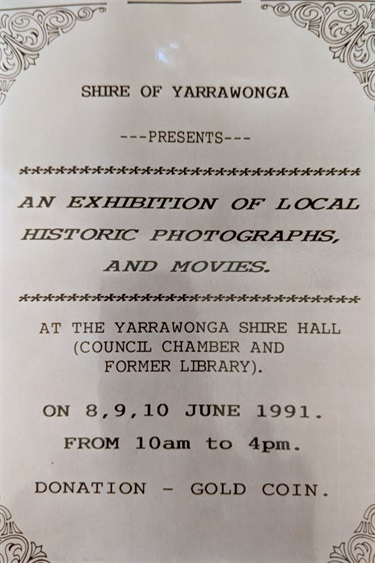 SHIRE OF YARRAWONGA
---PRESENTS---
************************************
AN EXHIBITION OF LOCAL
HISTORIC PHOTOGRAPHS,
AND MOVIES.
************************************
AT THE YARRAWONGA SHIRE HALL
(COUNCIL CHAMBER AND
FORMER LIBRARY).
ON 8,9,10 JUNE 1991.
FROM 10am to 4pm.
DONATION - GOLD COIN.